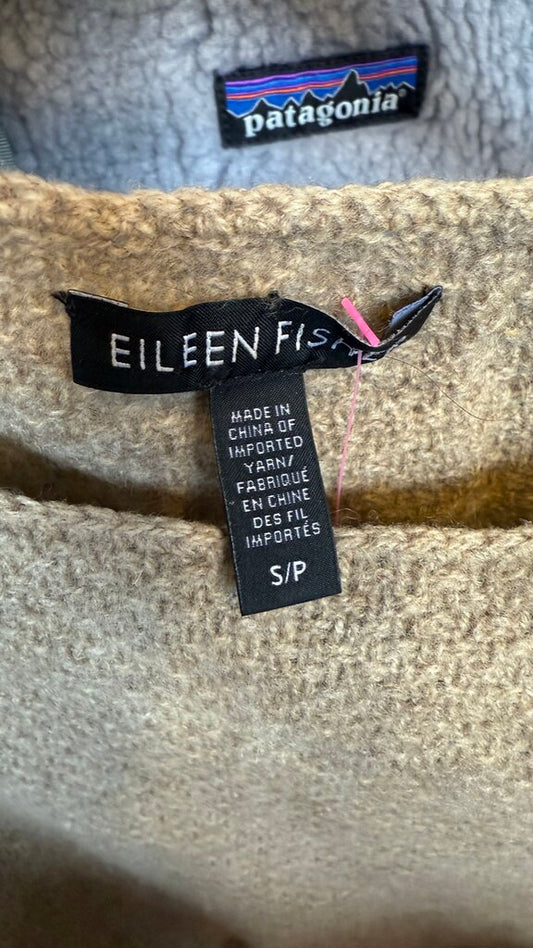 patagonia®
EILEEN FISHER
MADE IN
CHINA OF
IMPORTED
YARN/
FABRIQUÉ
EN CHINE
DES FIL
IMPORTÉS
S/P